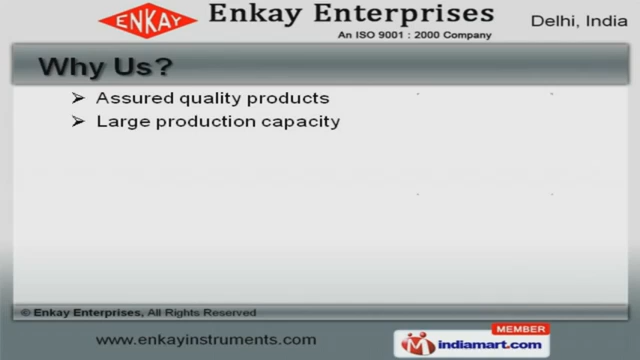 ENKAY
Enkay Enterprises
An ISO 9001 : 2000 Company
Delhi, India
Why Us?
➢ Assured quality products
➢ Large production capacity
© Enkay Enterprises, All Rights Reserved
www.enkayinstruments.com
MEMBER
indiamart.com